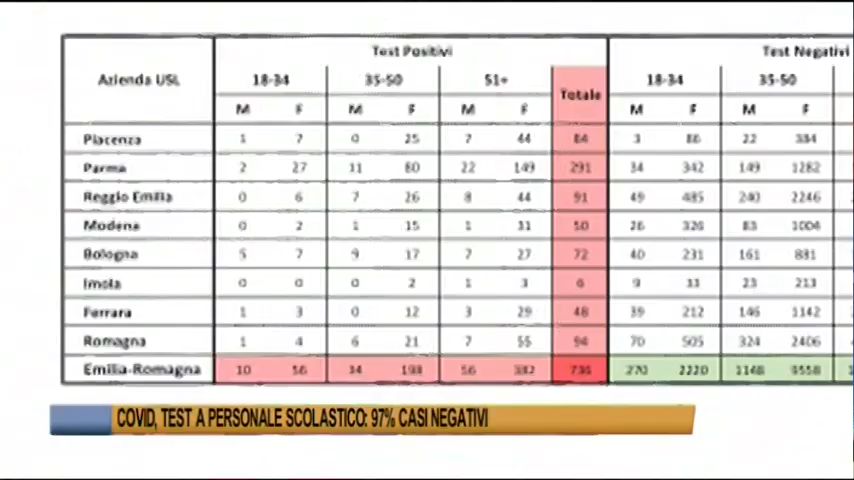 Test Positivi Test Negativi
Azienda USL 18-34 35-50 51+ Totale 18-34 35-50
M F M F M F M F M F
Piacenza 1 7 0 25 7 44 84 3 86 22 384
Parma 2 27 11 80 22 149 291 34 342 149 1282
Reggio Emilia 0 6 7 26 8 44 91 49 485 240 2246
Modena 0 2 1 15 1 31 50 26 326 83 1004
Bologna 5 7 9 17 7 27 72 40 231 161 881
Imola 0 0 0 2 1 3 6 9 33 23 213
Ferrara 1 3 0 12 3 29 48 39 212 146 1142
Romagna 1 4 6 21 7 55 94 70 505 324 2406
Emilia-Romagna 10 56 34 198 56 382 736 270 2220 1148 9558
COVID, TEST A PERSONALE SCOLASTICO: 97% CASI NEGATIVI